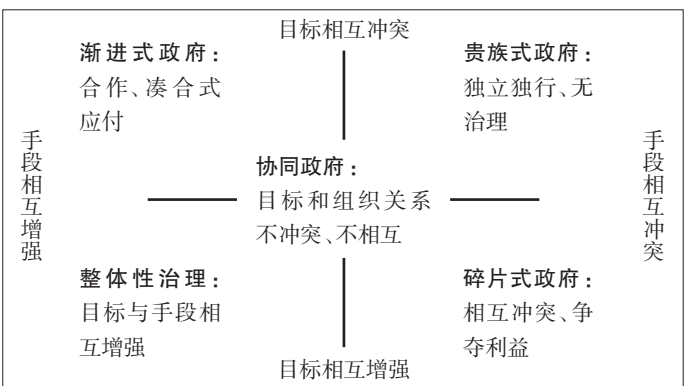 目标相互冲突
渐进式政府：
合作、凑合式
应付
贵族式政府：
独立独行、无
治理
手段相互增强
协同政府：
目标和组织关系
不冲突、不相互
手段相互冲突
整体性治理：
目标与手段相
互增强
碎片式政府：
相互冲突、争
夺利益
目标相互增强